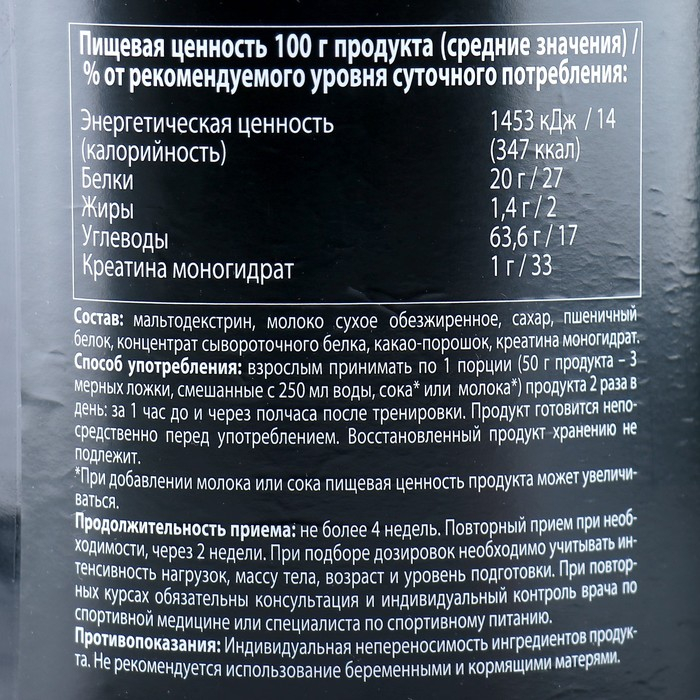 Пищевая ценность 100 г продукта (средние значения) /
% от рекомендуемого уровня суточного потребления:
Энергетическая ценность 1453 кДж / 14
(калорийность) (347 ккал)
Белки 20 г / 27
Жиры 1,4 г / 2
Углеводы 63,6 г / 17
Креатина моногидрат 1 г / 33
Состав: мальтодекстрин, молоко сухое обезжиренное, сахар, пшеничный
белок, концентрат сывороточного белка, какао-порошок, креатина моногидрат.
Способ употребления: взрослым принимать по 1 порции (50 г продукта – 3
мерных ложки, смешанные с 250 мл воды, сока* или молока*) продукта 2 раза в
день: за 1 час до и через полчаса после тренировки. Продукт готовится непо-
средственно перед употреблением. Восстановленный продукт хранению не
подлежит.
*При добавлении молока или сока пищевая ценность продукта может увеличи-
ваться.
Продолжительность приема: не более 4 недель. Повторный прием при необ-
ходимости, через 2 недели. При подборе дозировок необходимо учитывать ин-
тенсивность нагрузок, массу тела, возраст и уровень подготовки. При повтор-
ных курсах обязательны консультация и индивидуальный контроль врача по
спортивной медицине или специалиста по спортивному питанию.
Противопоказания: Индивидуальная непереносимость ингредиентов продук-
та. Не рекомендуется использование беременными и кормящими матерями.